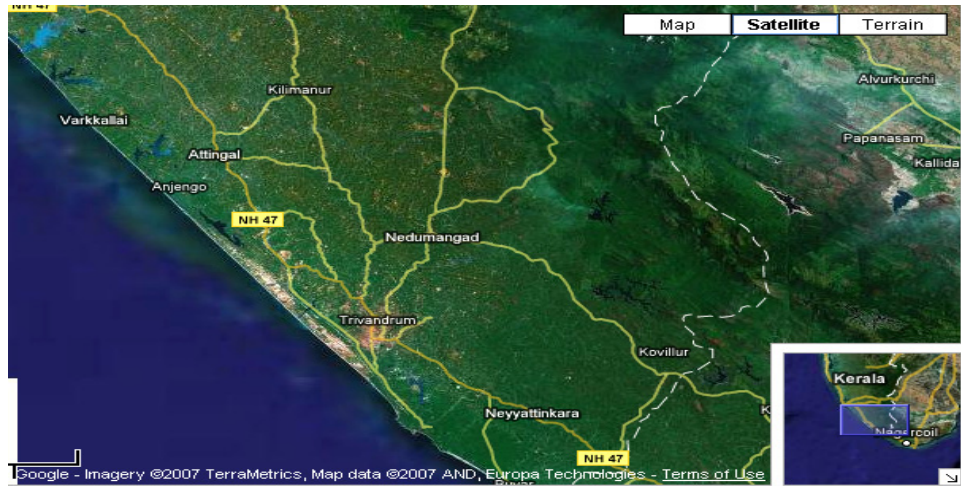 NH 47
Map
Satellite
Terrain
Alvurkurchi
Kilimanur
Varkkallai
Papanasam
Attingal
Kallida
Anjengo
NH 47
Nedumangad
Trivandrum
Kovillur
Kerala
Neyyattinkara
K
Nagercoil
NH 47
Google - Imagery ©2007 TerraMetrics, Map data ©2007 AND, Europa Technologies - Terms of Use